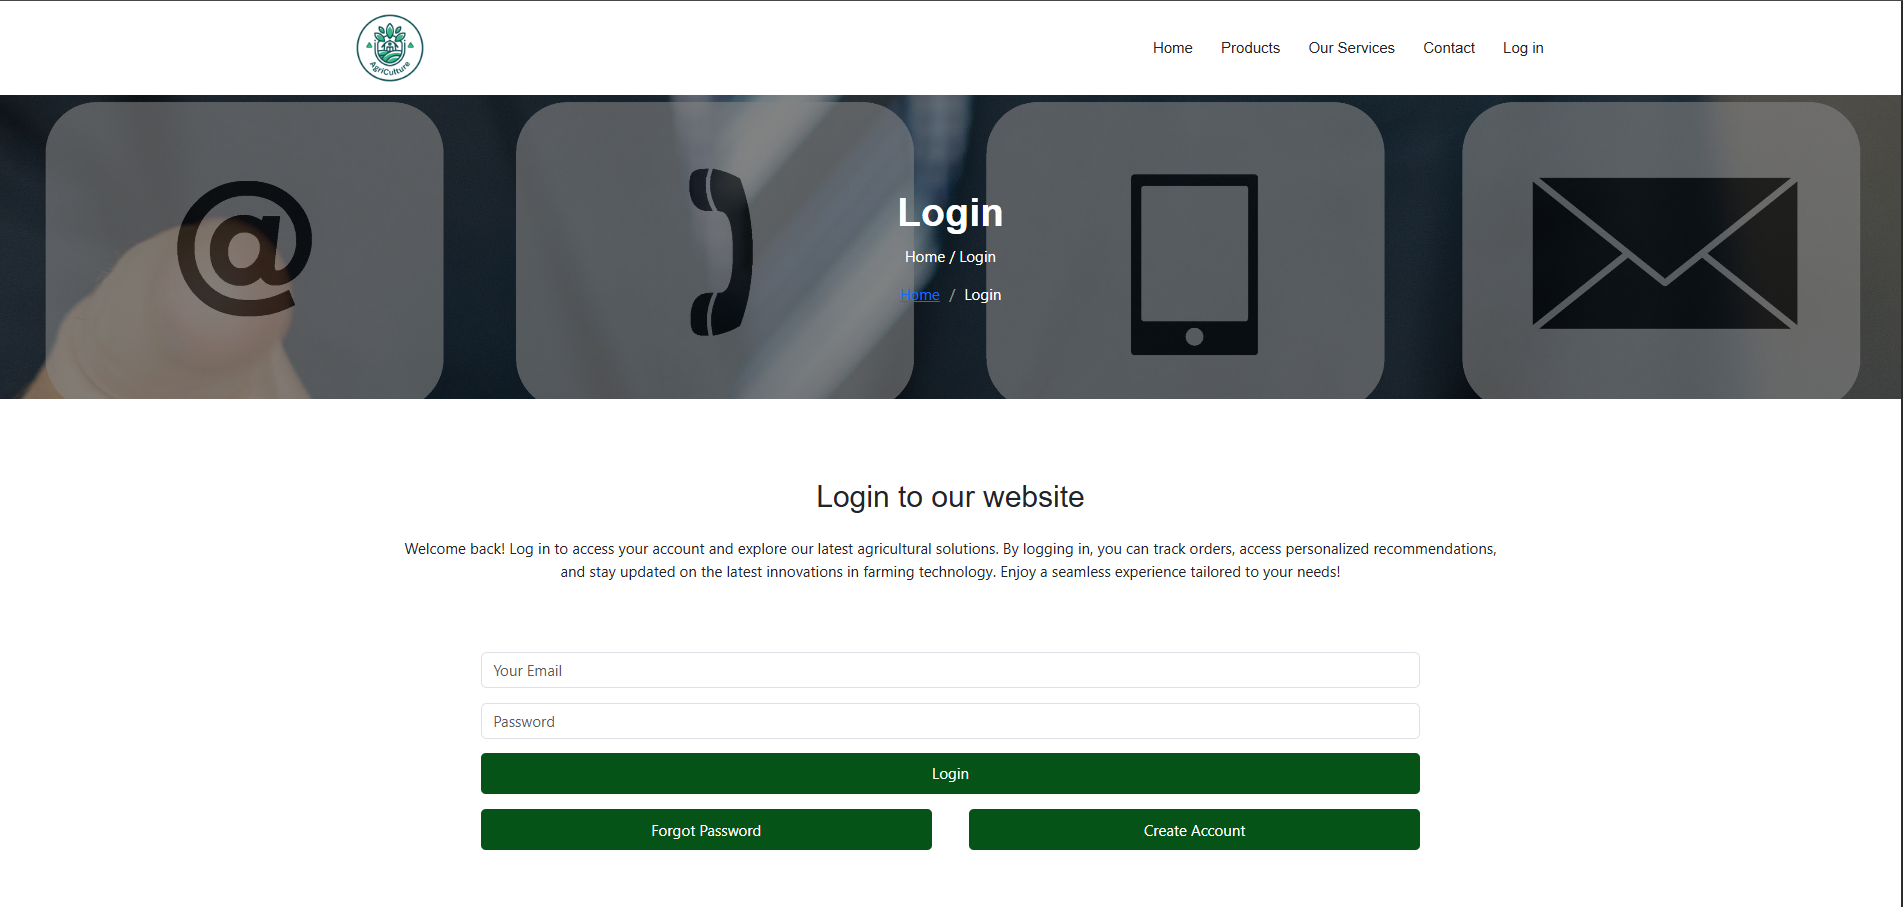 AgriCulture
Home Products Our Services Contact Log in
@
Login
Home / Login
Home / Login
Login to our website
Welcome back! Log in to access your account and explore our latest agricultural solutions. By logging in, you can track orders, access personalized recommendations,
and stay updated on the latest innovations in farming technology. Enjoy a seamless experience tailored to your needs!
Your Email
Password
Login
Forgot Password Create Account